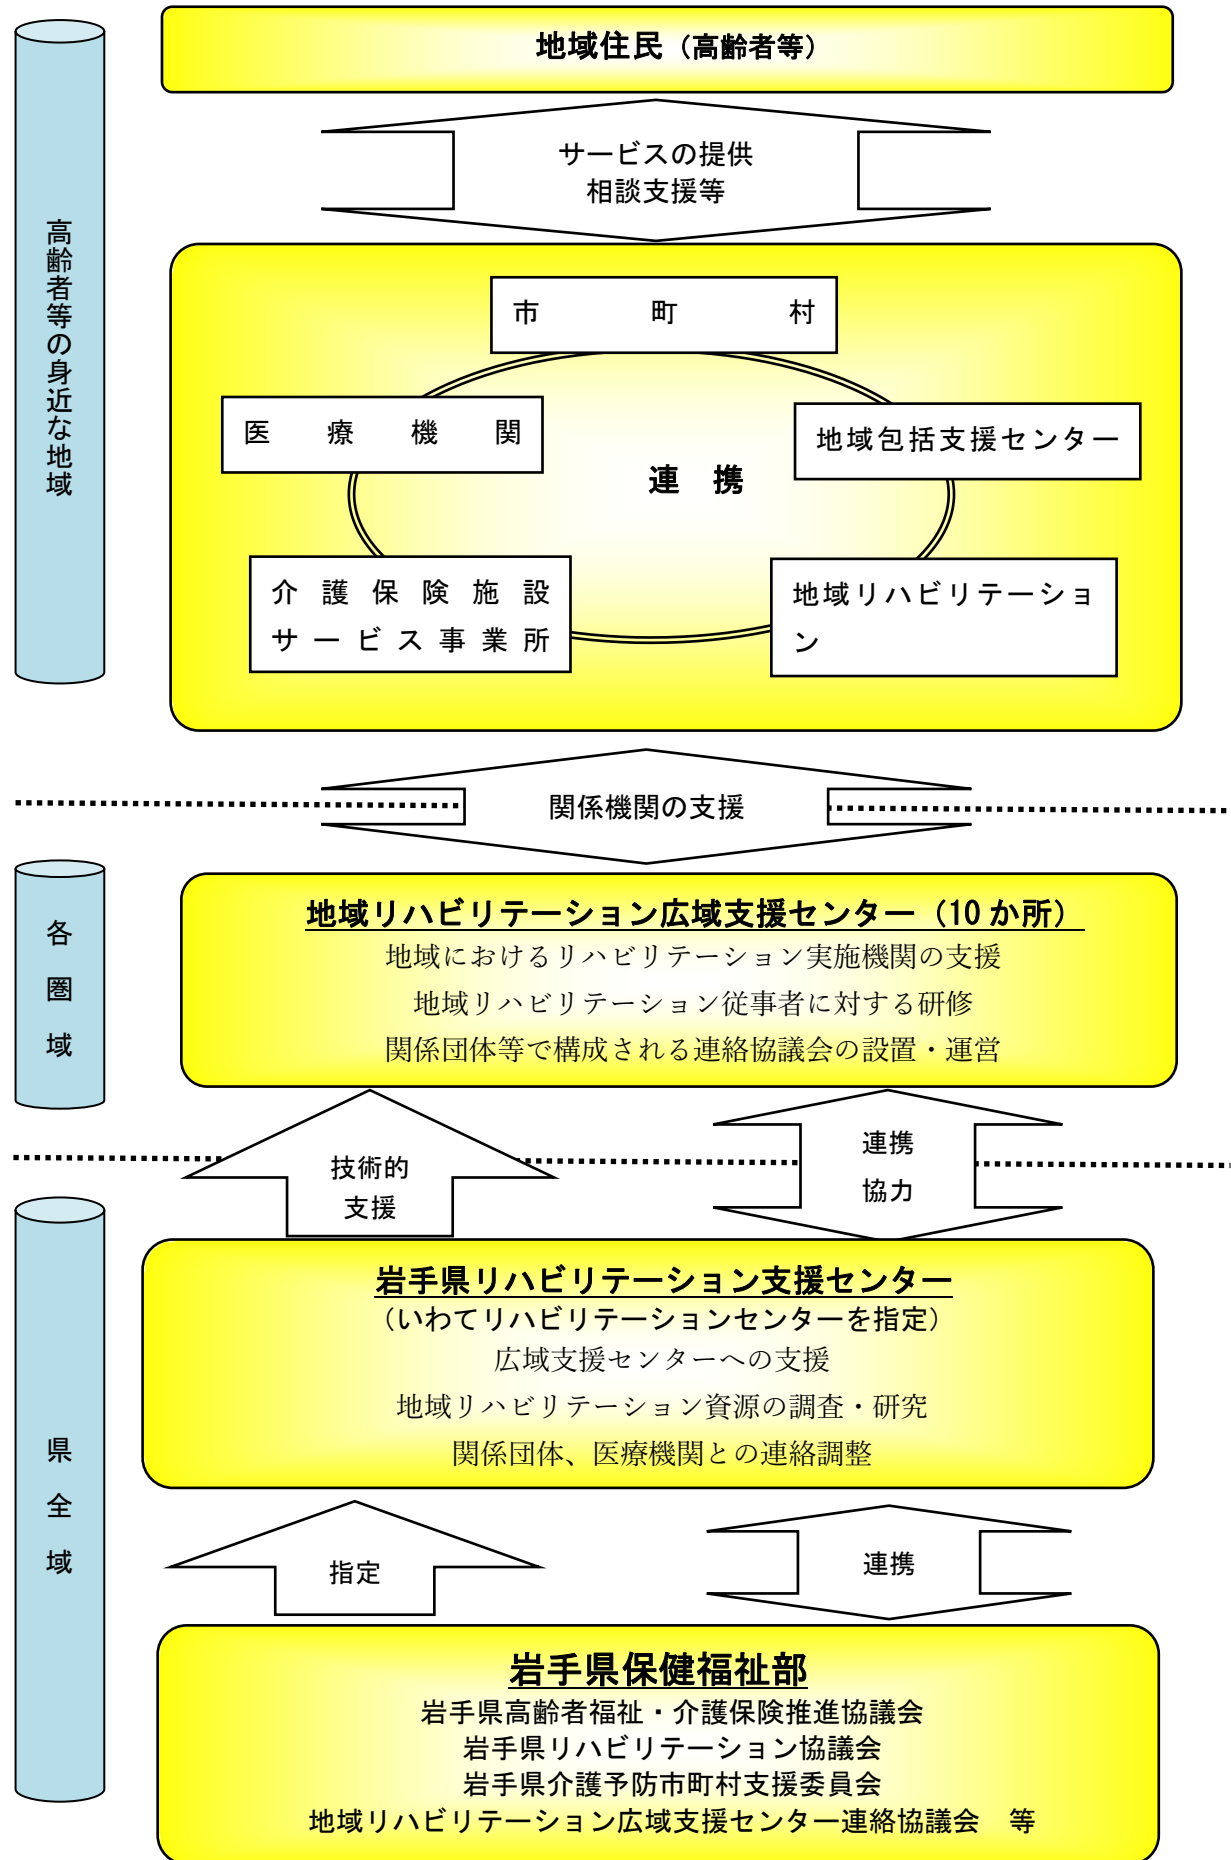 地域住民（高齢者等）
サービスの提供
相談支援等
高齢者等の身近な地域
市町村
医療機関
地域包括支援センター
連　携
介護保険施設
サービス事業所
地域リハビリテーショ
ン
関係機関の支援
各圏域
地域リハビリテーション広域支援センター（10か所）
地域におけるリハビリテーション実施機関の支援
地域リハビリテーション従事者に対する研修
関係団体等で構成される連絡協議会の設置・運営
技術的
支援
連携
協力
県全域
岩手県リハビリテーション支援センター
（いわてリハビリテーションセンターを指定）
広域支援センターへの支援
地域リハビリテーション資源の調査・研究
関係団体、医療機関との連絡調整
指定
連携
岩手県保健福祉部
岩手県高齢者福祉・介護保険推進協議会
岩手県リハビリテーション協議会
岩手県介護予防市町村支援委員会
地域リハビリテーション広域支援センター連絡協議会　等